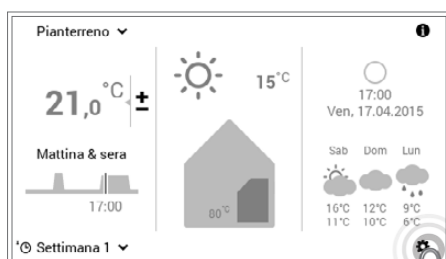 Pianterreno
21,0°C ±
Mattina & sera
17:00
Settimana 1
15°C
80°C
17:00
Ven, 17.04.2015
Sab Dom Lun
16°C 12°C 9°C
11°C 10°C 6°C